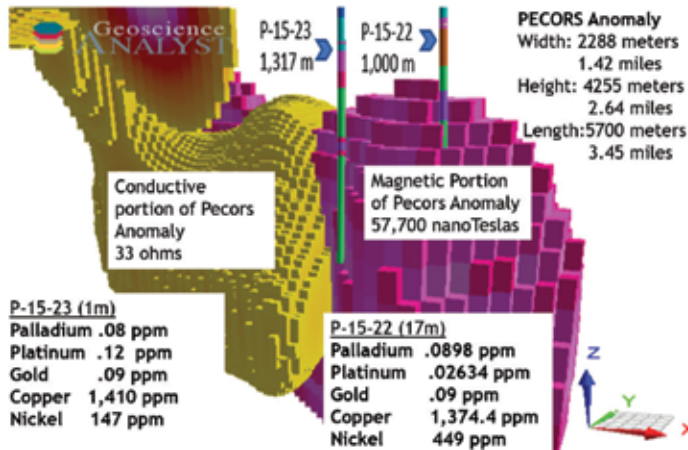 Geoscience
ANALYST
P-15-23
1,317 m
P-15-22
1,000 m
PECORS Anomaly
Width: 2288 meters
1.42 miles
Height: 4255 meters
2.64 miles
Length:5700 meters
3.45 miles
Conductive
portion of Pecors
Anomaly
33 ohms
Magnetic Portion
of Pecors Anomaly
57,700 nanoTeslas
P-15-23 (1m)
Palladium .08 ppm
Platinum .12 ppm
Gold .09 ppm
Copper 1,410 ppm
Nickel 147 ppm
P-15-22 (17m)
Palladium .0898 ppm
Platinum .02634 ppm
Gold .09 ppm
Copper 1,374.4 ppm
Nickel 449 ppm
Z
Y
X